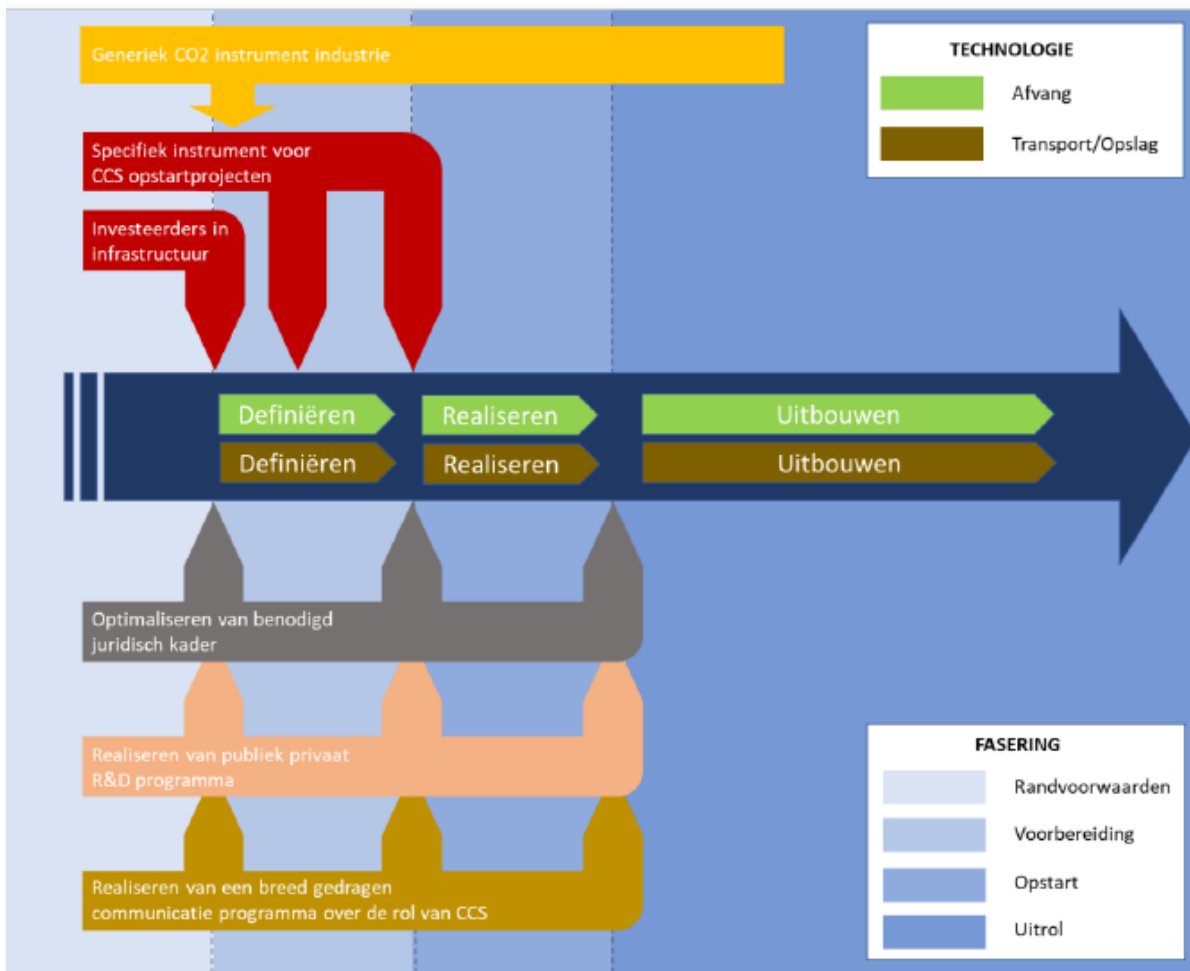 Generiek CO2 instrument industrie
TECHNOLOGIE
Afvang
Transport/Opslag
Specifiek instrument voor
CCS opstartprojecten
Investeerders in
infrastructuur
Definiëren
Realiseren
Uitbouwen
Definiëren
Realiseren
Uitbouwen
Optimaliseren van benodigd
juridisch kader
Realiseren van publiek privaat
R&D programma
Realiseren van een breed gedragen
communicatie programma over de rol van CCS
FASERING
Randvoorwaarden
Voorbereiding
Opstart
Uitrol